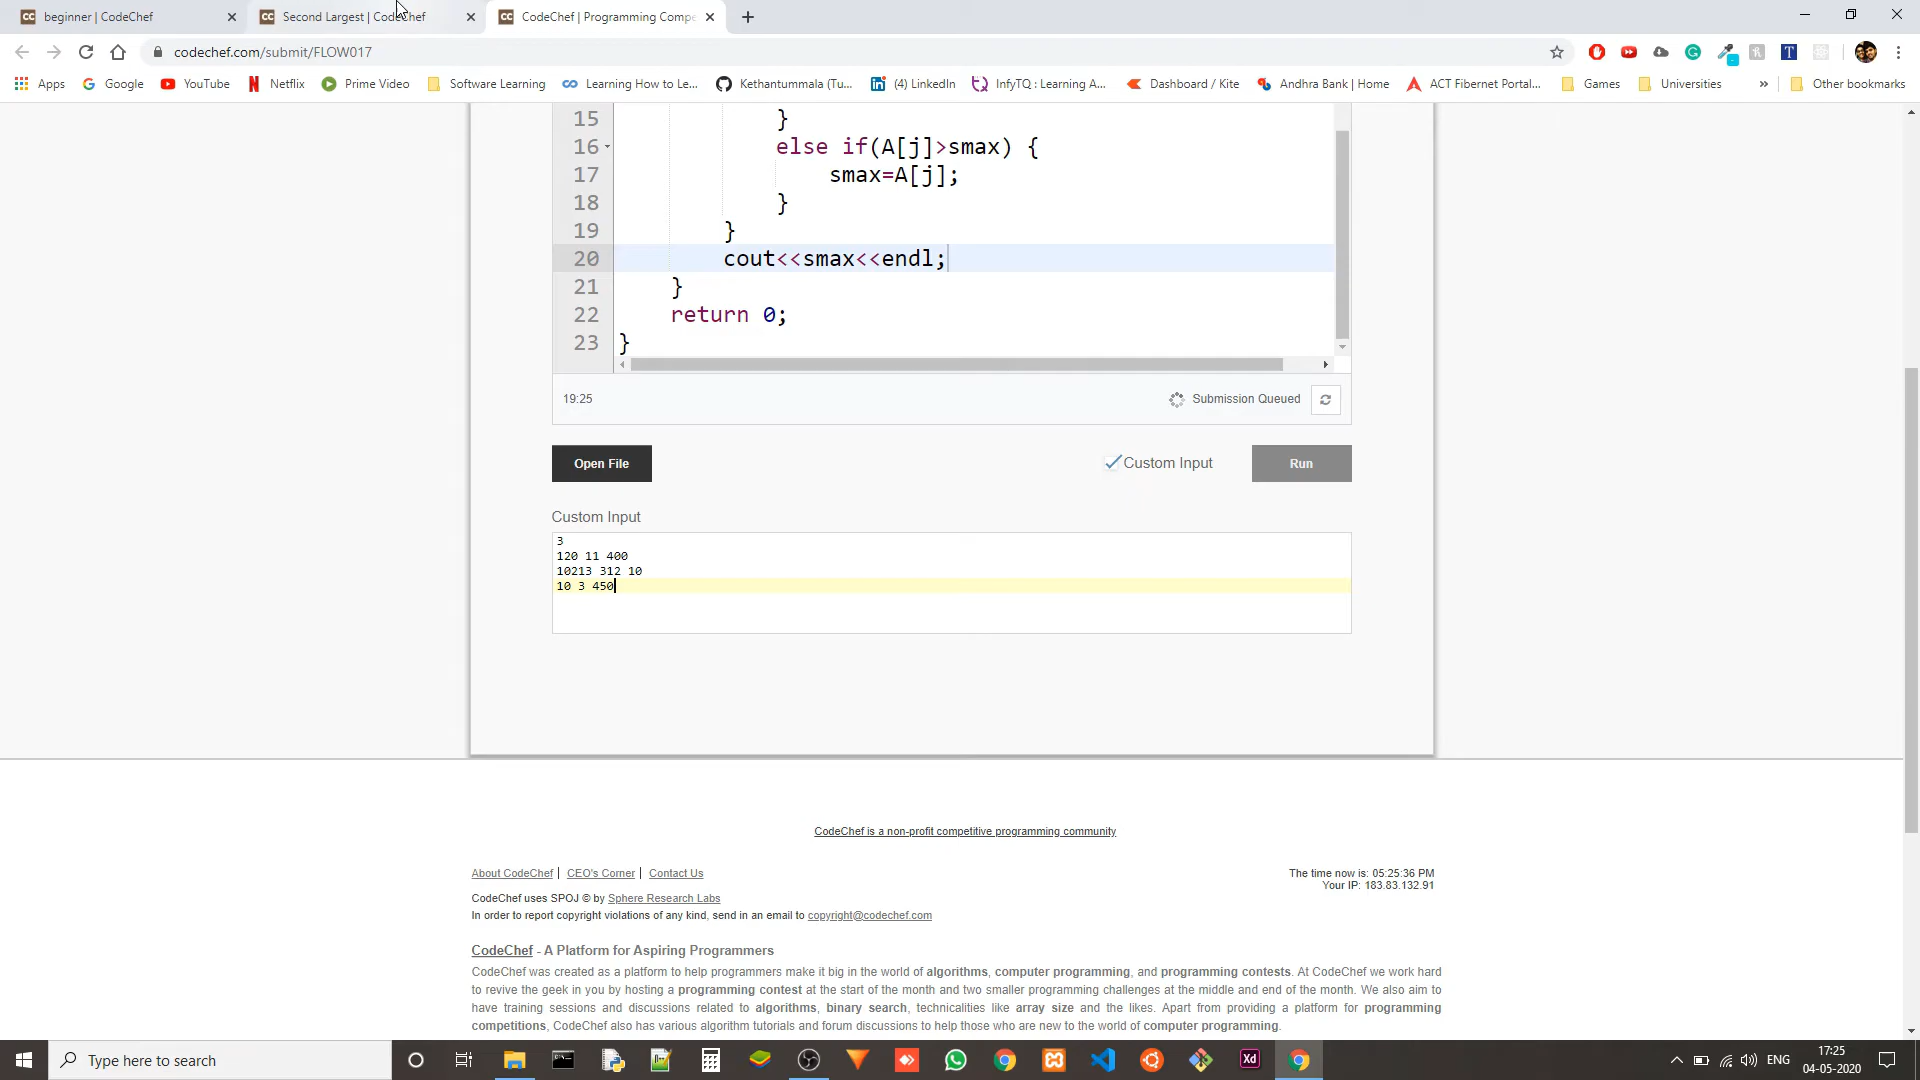 beginner | CodeChef
Second Largest | CodeChef
CodeChef | Programming Compe
codechef.com/submit/FLOW017
Apps
Google
YouTube
Netflix
Prime Video
Software Learning
Learning How to Le...
Kethantummala (Tu...
(4) LinkedIn
InfyTQ : Learning A...
Dashboard / Kite
Andhra Bank | Home
ACT Fibernet Portal...
Games
Universities
»
Other bookmarks
15 }
16 else if(A[j]>smax) {
17 smax=A[j];
18 }
19 }
20 cout<<smax<<endl;
21 }
22 return 0;
23 }
19:25
Submission Queued
Open File
Custom Input
Run
Custom Input
3
120 11 400
10213 312 10
10 3 450
CodeChef is a non-profit competitive programming community
About CodeChef | CEO's Corner | Contact Us
The time now is: 05:25:36 PM
CodeChef uses SPOJ © by Sphere Research Labs
Your IP: 183.83.132.91
In order to report copyright violations of any kind, send in an email to copyright@codechef.com
CodeChef - A Platform for Aspiring Programmers
CodeChef was created as a platform to help programmers make it big in the world of algorithms, computer programming, and programming contests. At CodeChef we work hard
to revive the geek in you by hosting a programming contest at the start of the month and two smaller programming challenges at the middle and end of the month. We also aim to
have training sessions and discussions related to algorithms, binary search, technicalities like array size and the likes. Apart from providing a platform for programming
competitions, CodeChef also has various algorithm tutorials and forum discussions to help those who are new to the world of computer programming.
Type here to search
Xd
ENG
17:25
04-05-2020